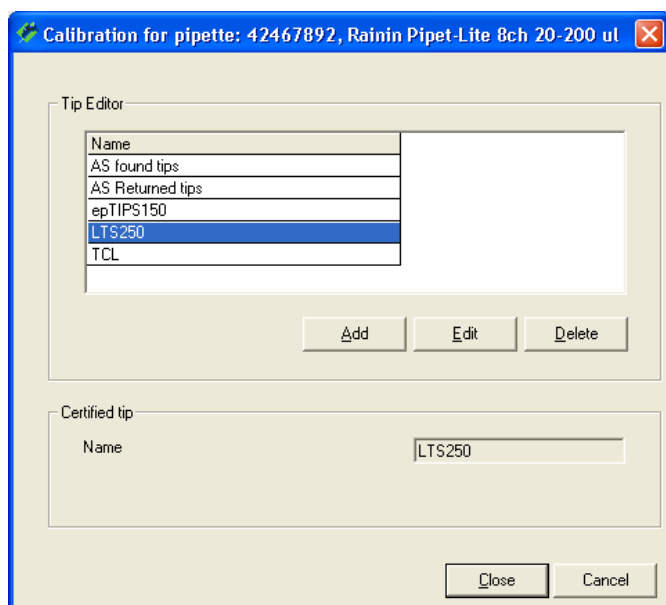 Calibration for pipette: 42467892, Rainin Pipet-Lite 8ch 20-200 ul
Tip Editor
Name
AS found tips
AS Returned tips
epTIPS150
LTS250
TCL
Add Edit Delete
Certified tip
Name LTS250
Close Cancel